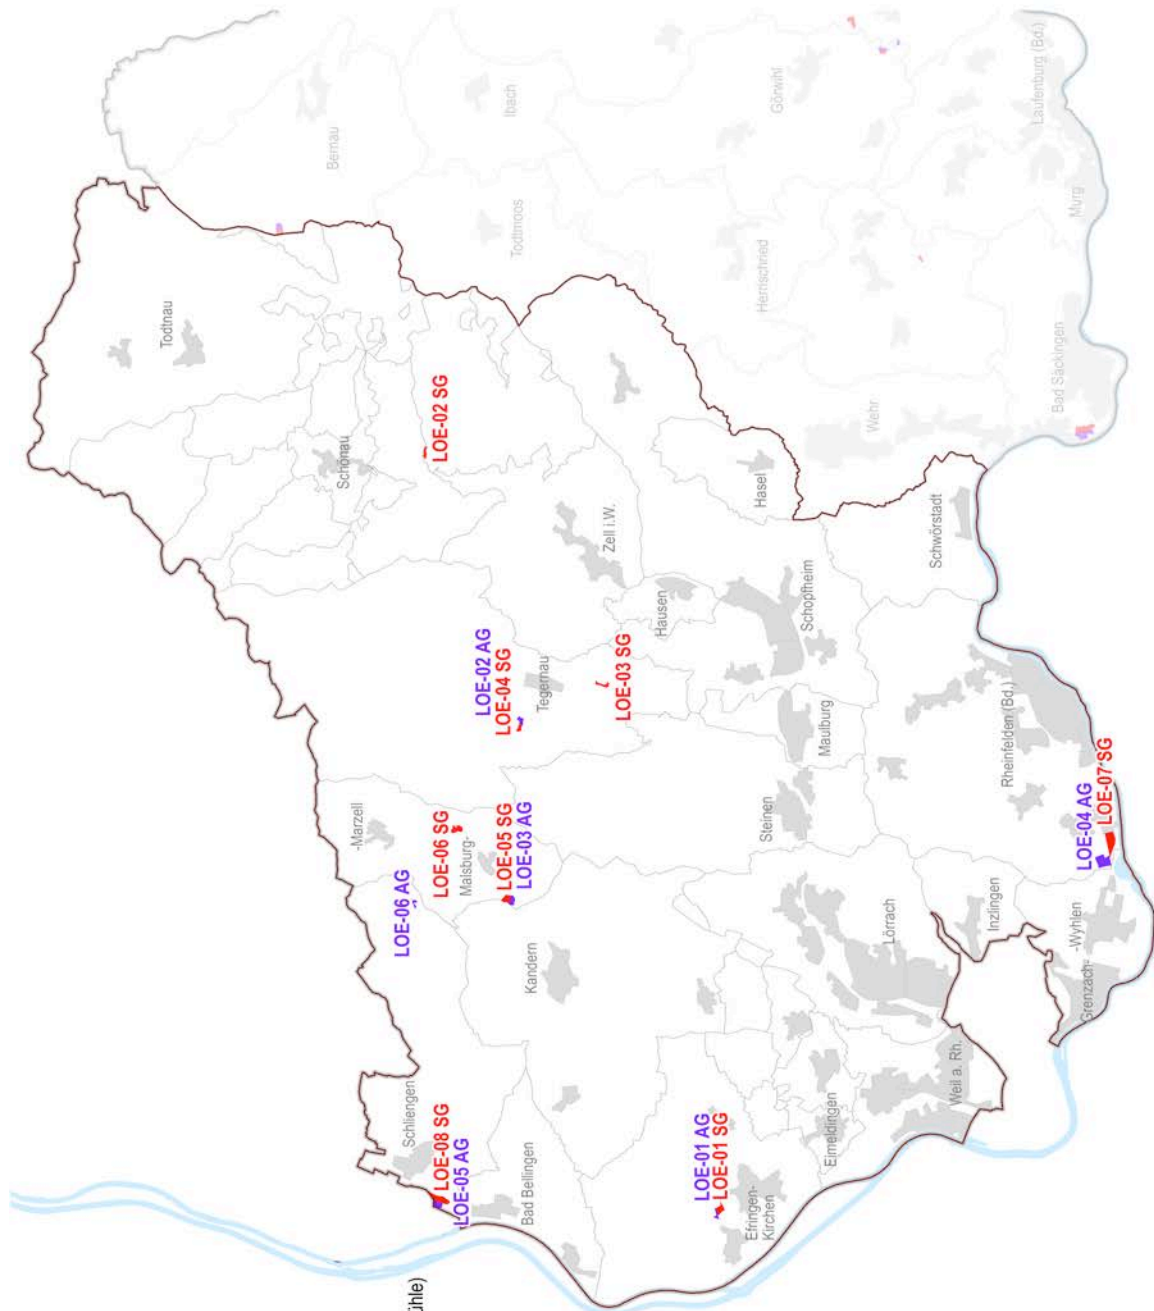 Bernau
Ibach
Görwihl
Laufenburg (Bd.)
Todtmoos
Herrischried
Murg
Todtnau
Bad Säckingen
Wehr
LOE-02 SG
Schönau
Hasel
Schwörstadt
Zell i.W.
Hausen
Schopfheim
LOE-02 AG
LOE-04 SG
Tegernau
LOE-03 SG
Maulburg
Rheinfelden (Bd.)
Steinen
-Marzell
LOE-06 SG
Malsburg-
LOE-05 SG
LOE-03 AG
LOE-06 AG
LOE-04 AG
LOE-07 SG
Kandern
Lörrach
Inzlingen
-Wyhlen
Grenzach-
Weil a. Rh.
Eimeldingen
Schliengen
LOE-08 SG
LOE-05 AG
Bad Bellingen
LOE-01 AG
LOE-01 SG
Efringen-
Kirchen
ühle)